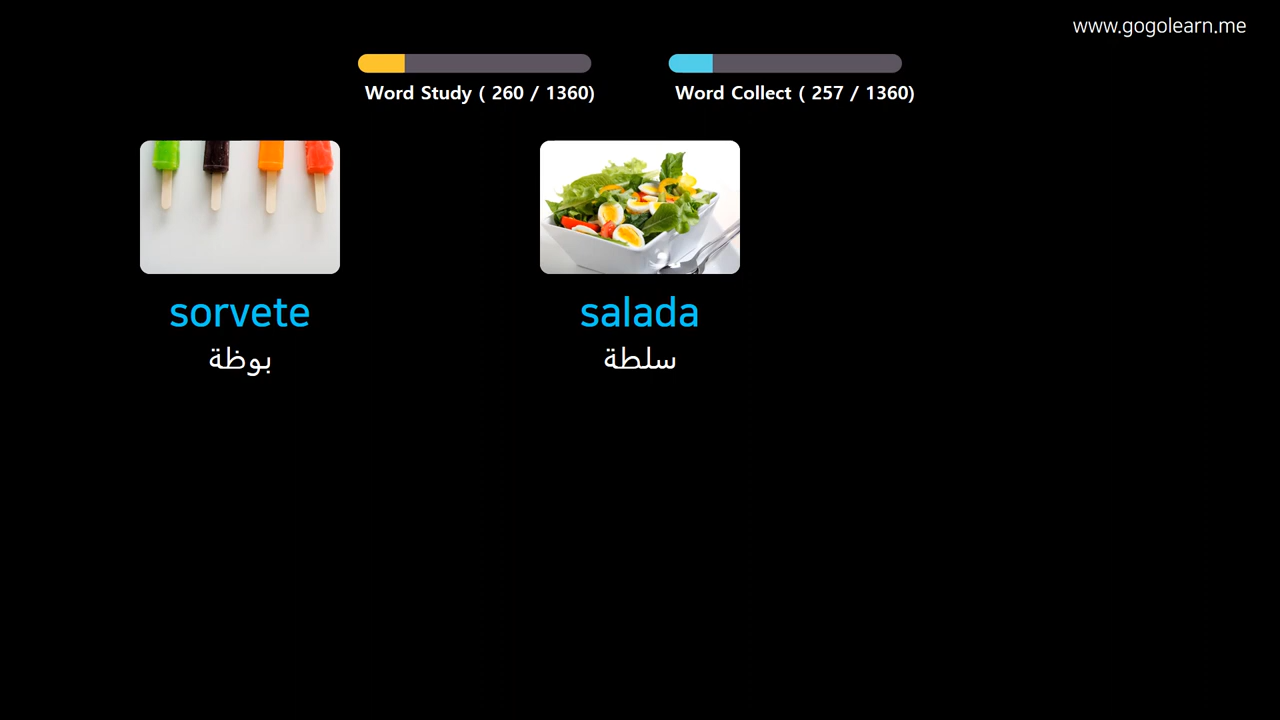 www.gogolearn.me
Word Study ( 260 / 1360)
Word Collect ( 257 / 1360)
sorvete
بوظة
salada
سلطة